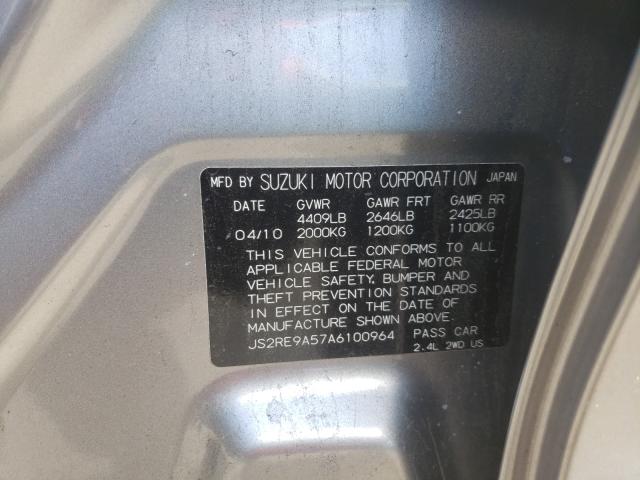 MFD BY SUZUKI MOTOR CORPORATION JAPAN
DATE GVWR GAWR FRT GAWR RR
4409LB 2646LB 2425LB
04/10 2000KG 1200KG 1100KG
THIS VEHICLE CONFORMS TO ALL
APPLICABLE FEDERAL MOTOR
VEHICLE SAFETY, BUMPER AND
THEFT PREVENTION STANDARDS
IN EFFECT ON THE DATE OF
MANUFACTURE SHOWN ABOVE.
JS2RE9A57A6100964 PASS CAR
2.4L 2WD US